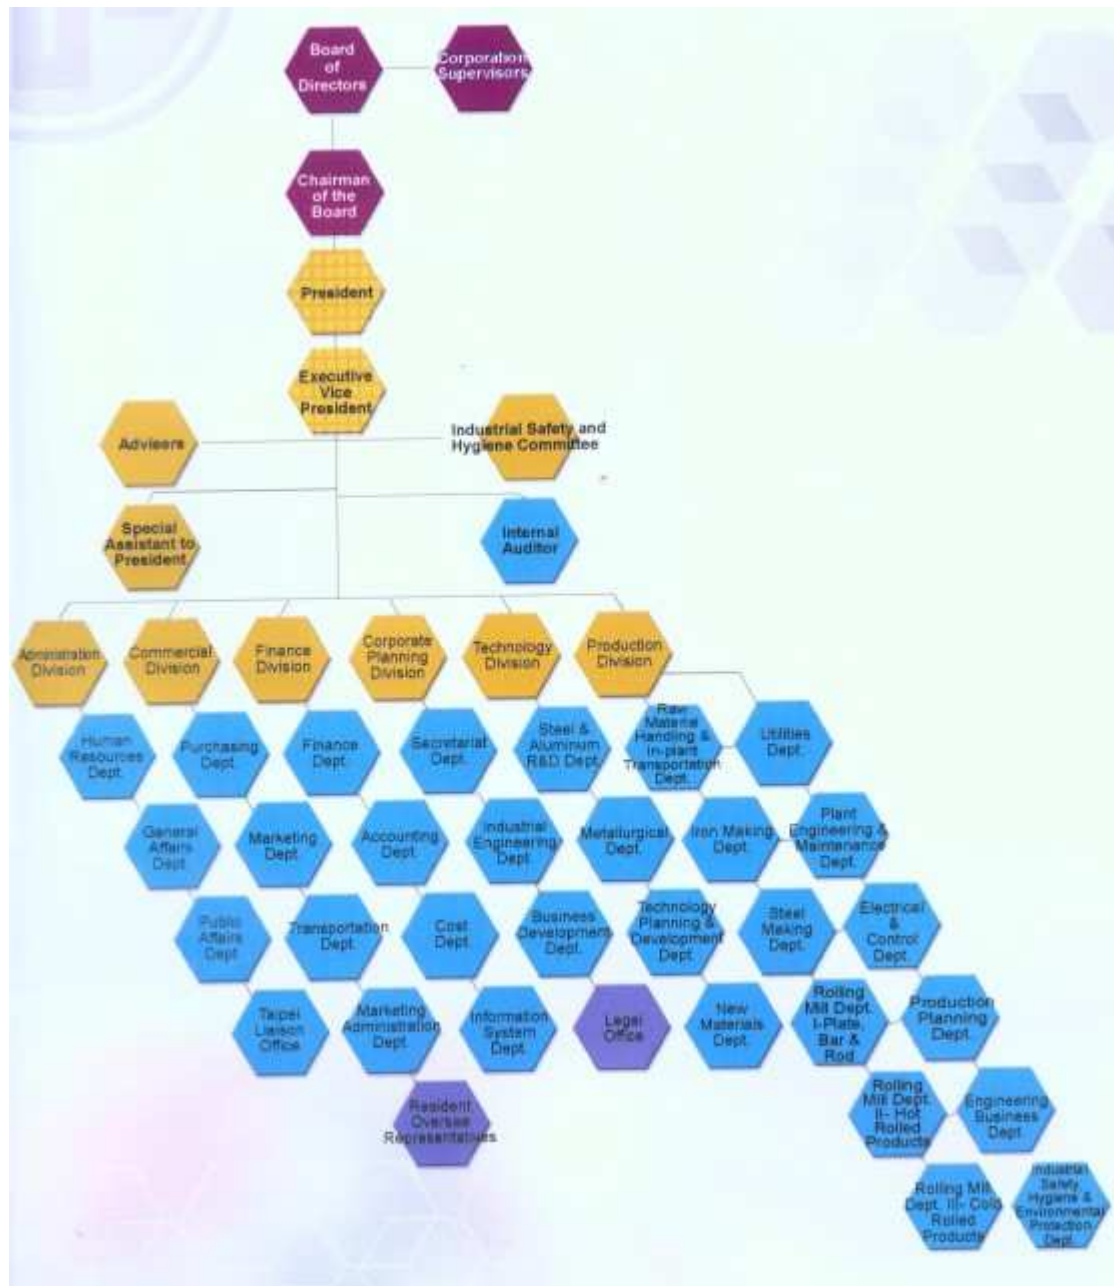 Board
of
Directors
Corporation
Supervisors
Chairman
of the
Board
President
Executive
Vice
President
Advisers
Industrial Safety and
Hygiene Committee
Special
Assistant to
President
Internal
Auditor
Administration
Division
Commercial
Division
Finance
Division
Corporate
Planning
Division
Technology
Division
Production
Division
Human
Resources
Dept.
Purchasing
Dept.
Finance
Dept.
Secretariat
Dept.
Steel &
Aluminum
R&D Dept.
Raw
Material
Handling &
In-plant
Transportation
Dept.
Utilities
Dept.
General
Affairs
Dept
Marketing
Dept.
Accounting
Dept.
Industrial
Engineering
Dept.
Metallurgical
Dept.
Iron Making
Dept.
Plant
Engineering &
Maintenance
Dept.
Public
Affairs
Dept
Transportation
Dept.
Cost
Dept.
Business
Development
Dept.
Technology
Planning &
Development
Dept.
Steel
Making
Dept.
Electrical
&
Control
Dept.
Taipei
Liaison
Office
Marketing
Administration
Dept.
Information
System
Dept.
Legal
Office
New
Materials
Dept.
Rolling
Mill Dept.
I-Plate,
Bar &
Rod
Production
Planning
Dept.
Resident
Oversee
Representatives
Rolling
Mill Dept.
II- Hot
Rolled
Products
Engineering
Business
Dept.
Rolling Mill
Dept. III- Cold
Rolled
Products
Industrial
Safety
Hygiene &
Environmental
Protection
Dept